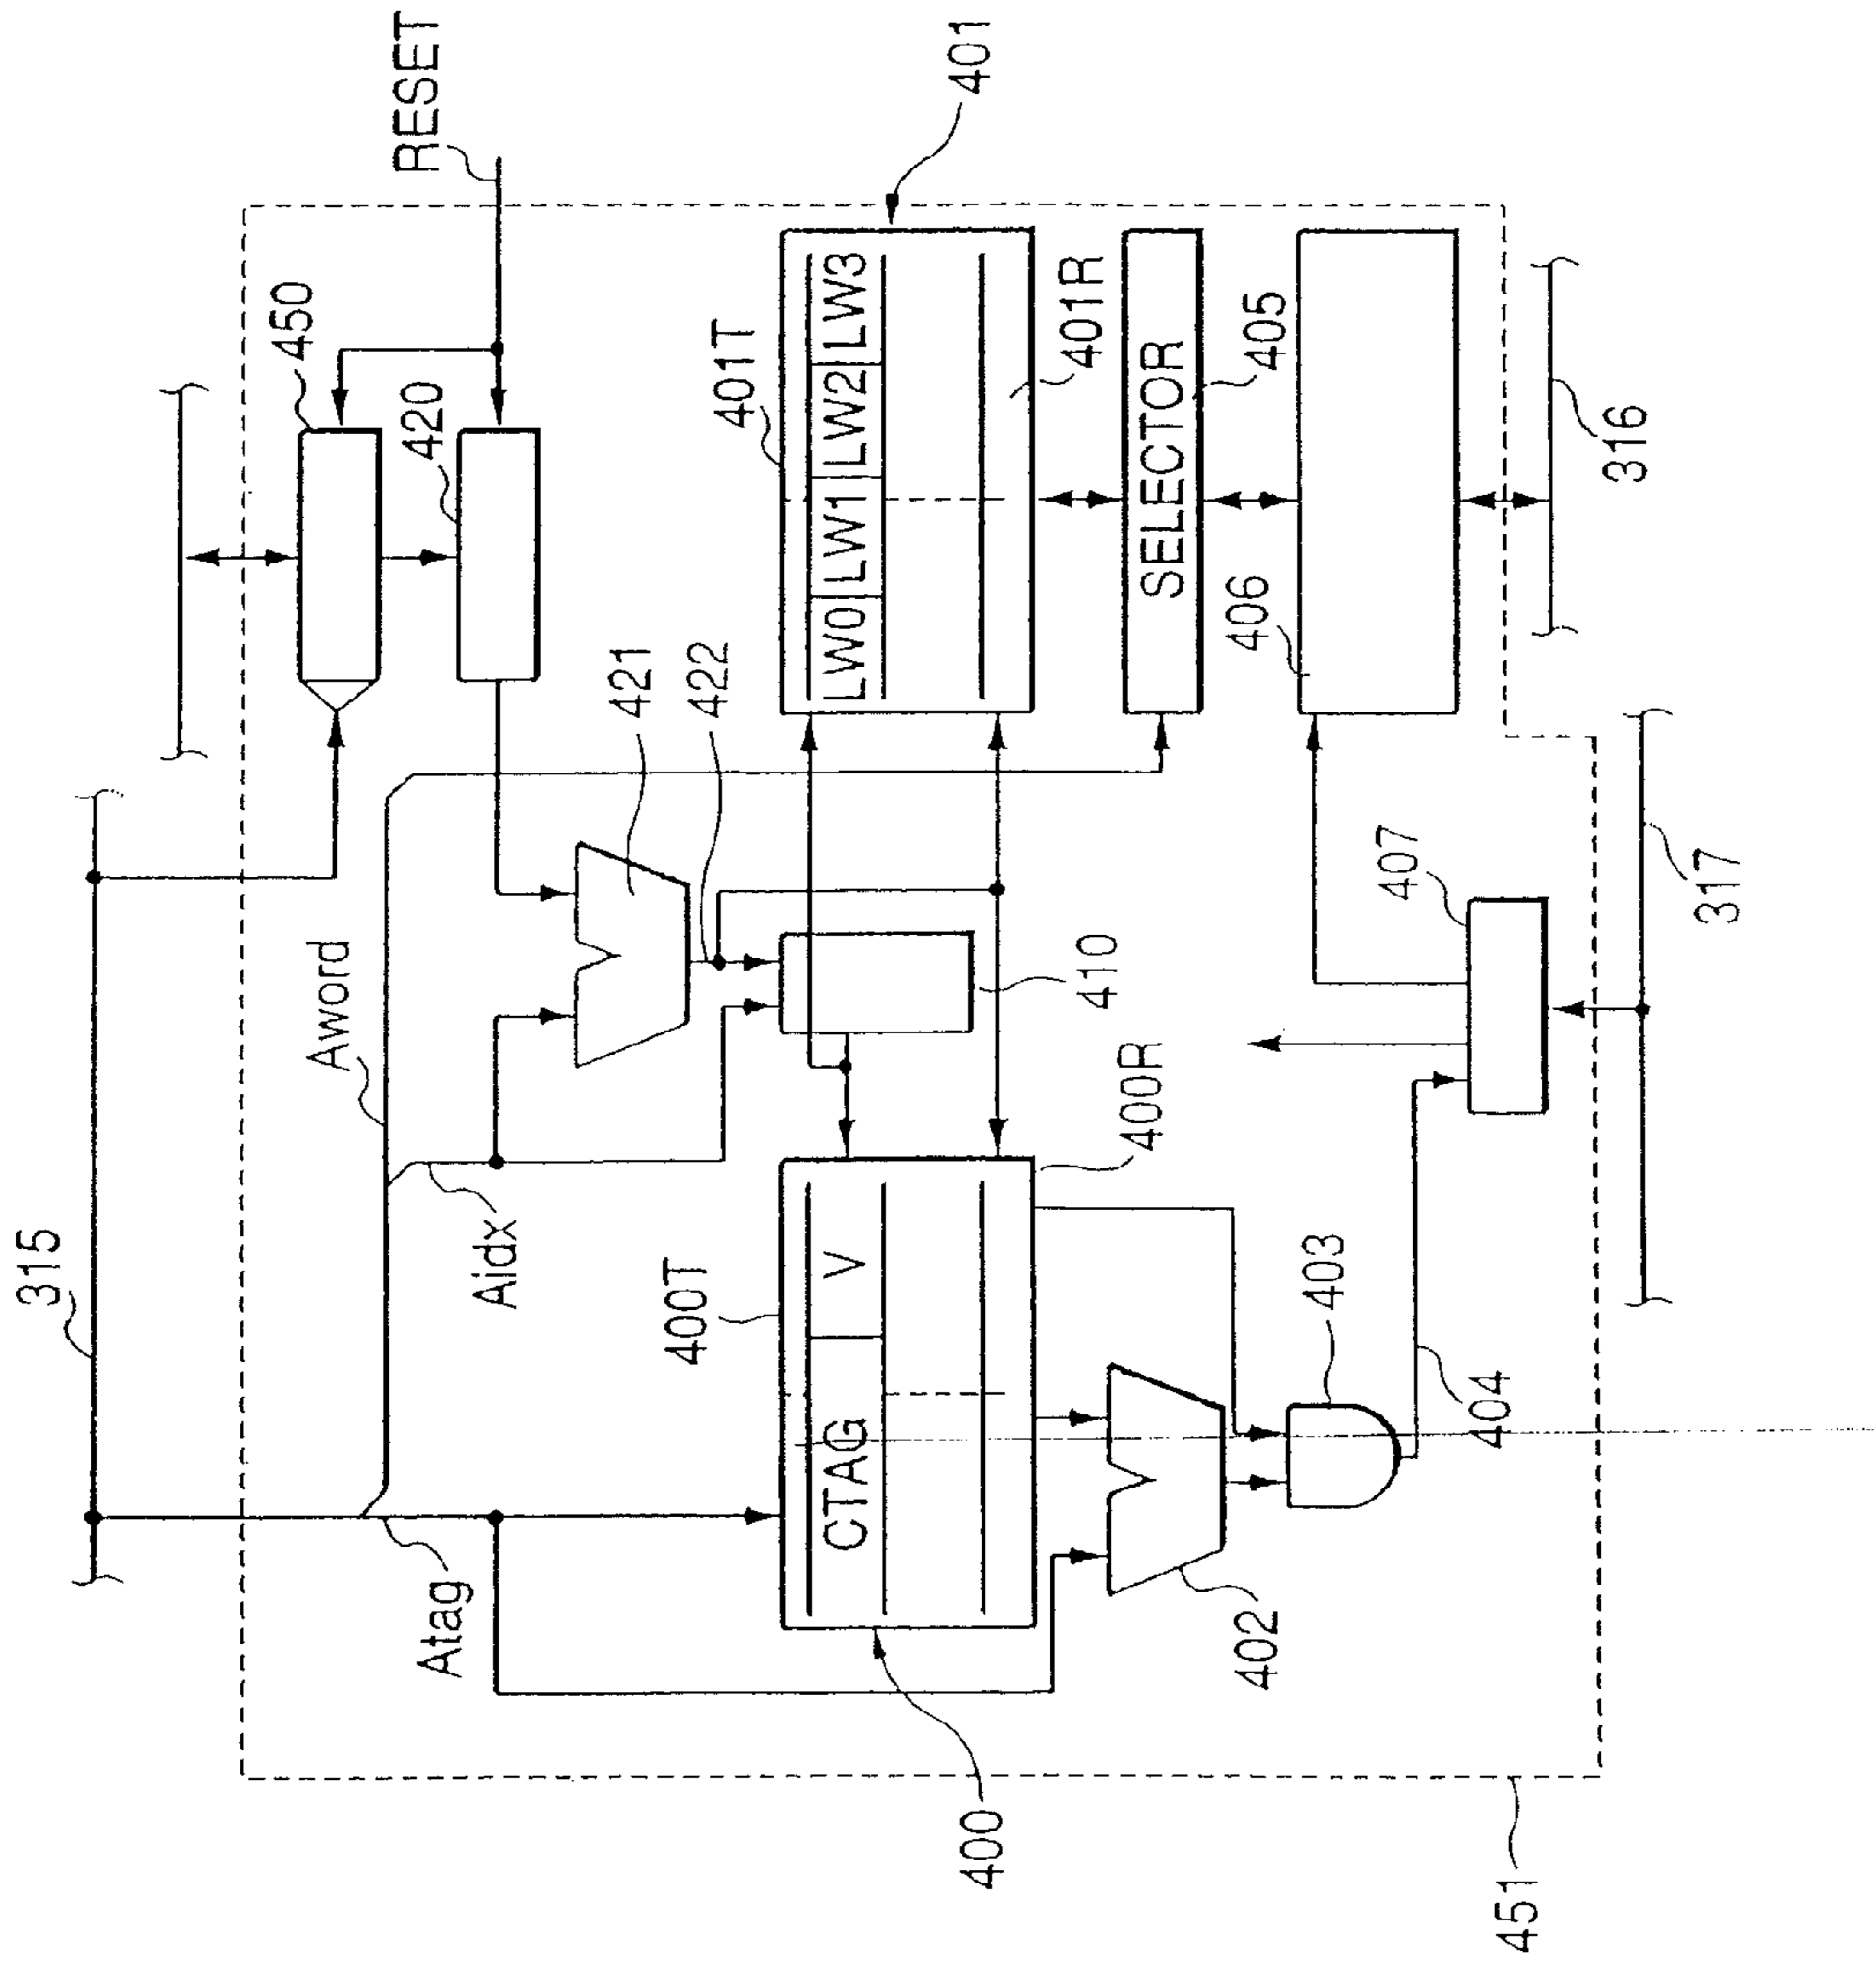 315
Atag
Aword
Aidx
450
420
RESET
421
422
400T
CTAG
V
400
410
400R
401T
LW0 LW1 LW2 LW3
401
401R
402
403
404
SELECTOR
405
406
407
316
317
451